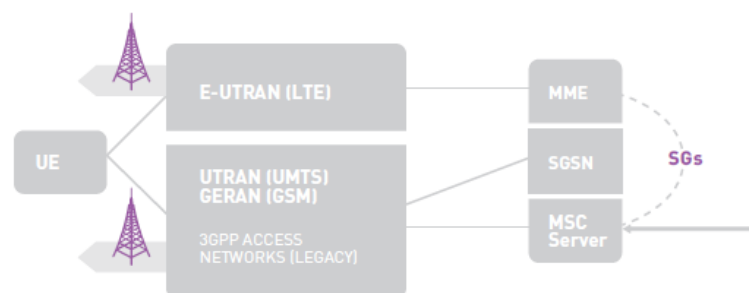 E-UTRAN (LTE)
MME
UE
SGSN
SGs
UTRAN (UMTS)
GERAN (GSM)
3GPP ACCESS
NETWORKS (LEGACY)
MSC
Server